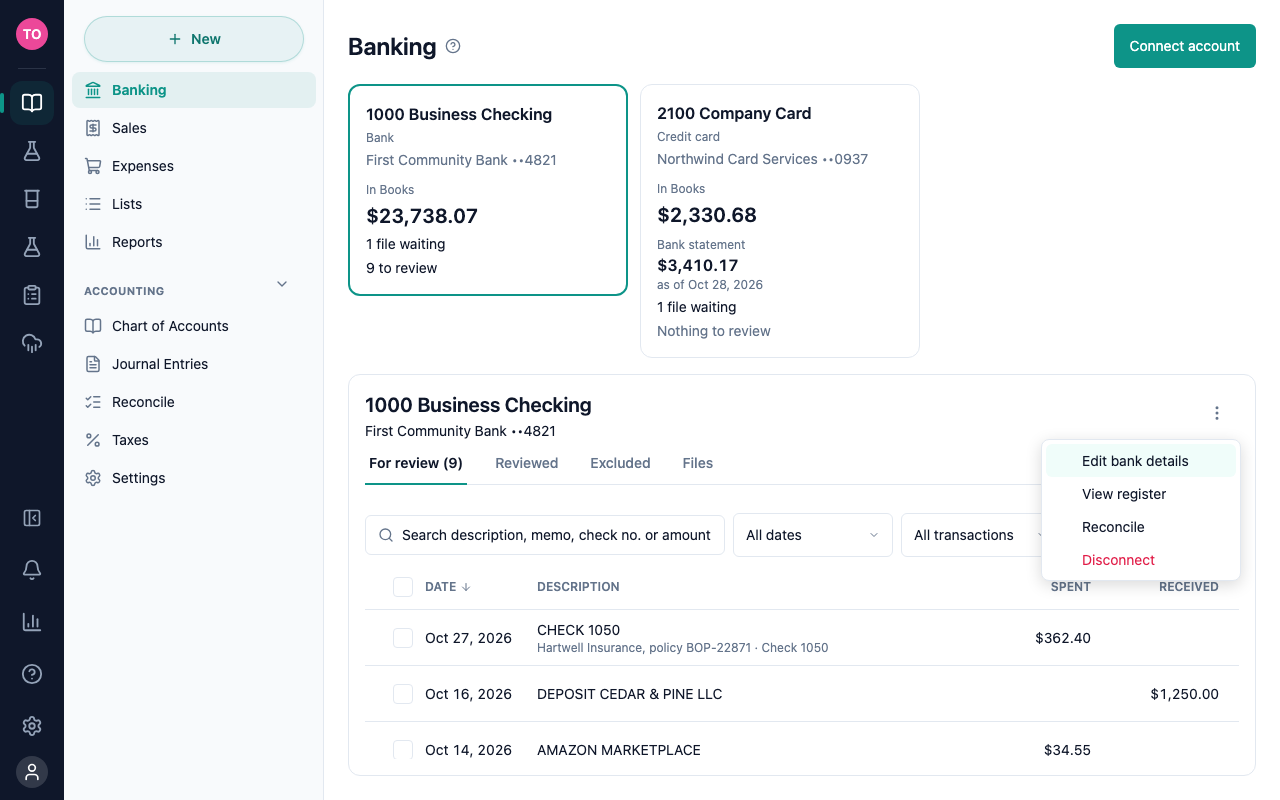 TO
New
Banking
Sales
Expenses
Lists
Reports
ACCOUNTING
Chart of Accounts
Journal Entries
Reconcile
Taxes
Settings
Banking
Connect account
1000 Business Checking
Bank
First Community Bank ••4821
In Books
$23,738.07
1 file waiting
9 to review
2100 Company Card
Credit card
Northwind Card Services ••0937
In Books
$2,330.68
Bank statement
$3,410.17
as of Oct 28, 2026
1 file waiting
Nothing to review
1000 Business Checking
First Community Bank ••4821
For review (9) Reviewed Excluded Files
Edit bank details
View register
Reconcile
Disconnect
Search description, memo, check no. or amount All dates All transactions
DATE DESCRIPTION SPENT RECEIVED
Oct 27, 2026 CHECK 1050 $362.40
Hartwell Insurance, policy BOP-22871 · Check 1050
Oct 16, 2026 DEPOSIT CEDAR & PINE LLC $1,250.00
Oct 14, 2026 AMAZON MARKETPLACE $34.55